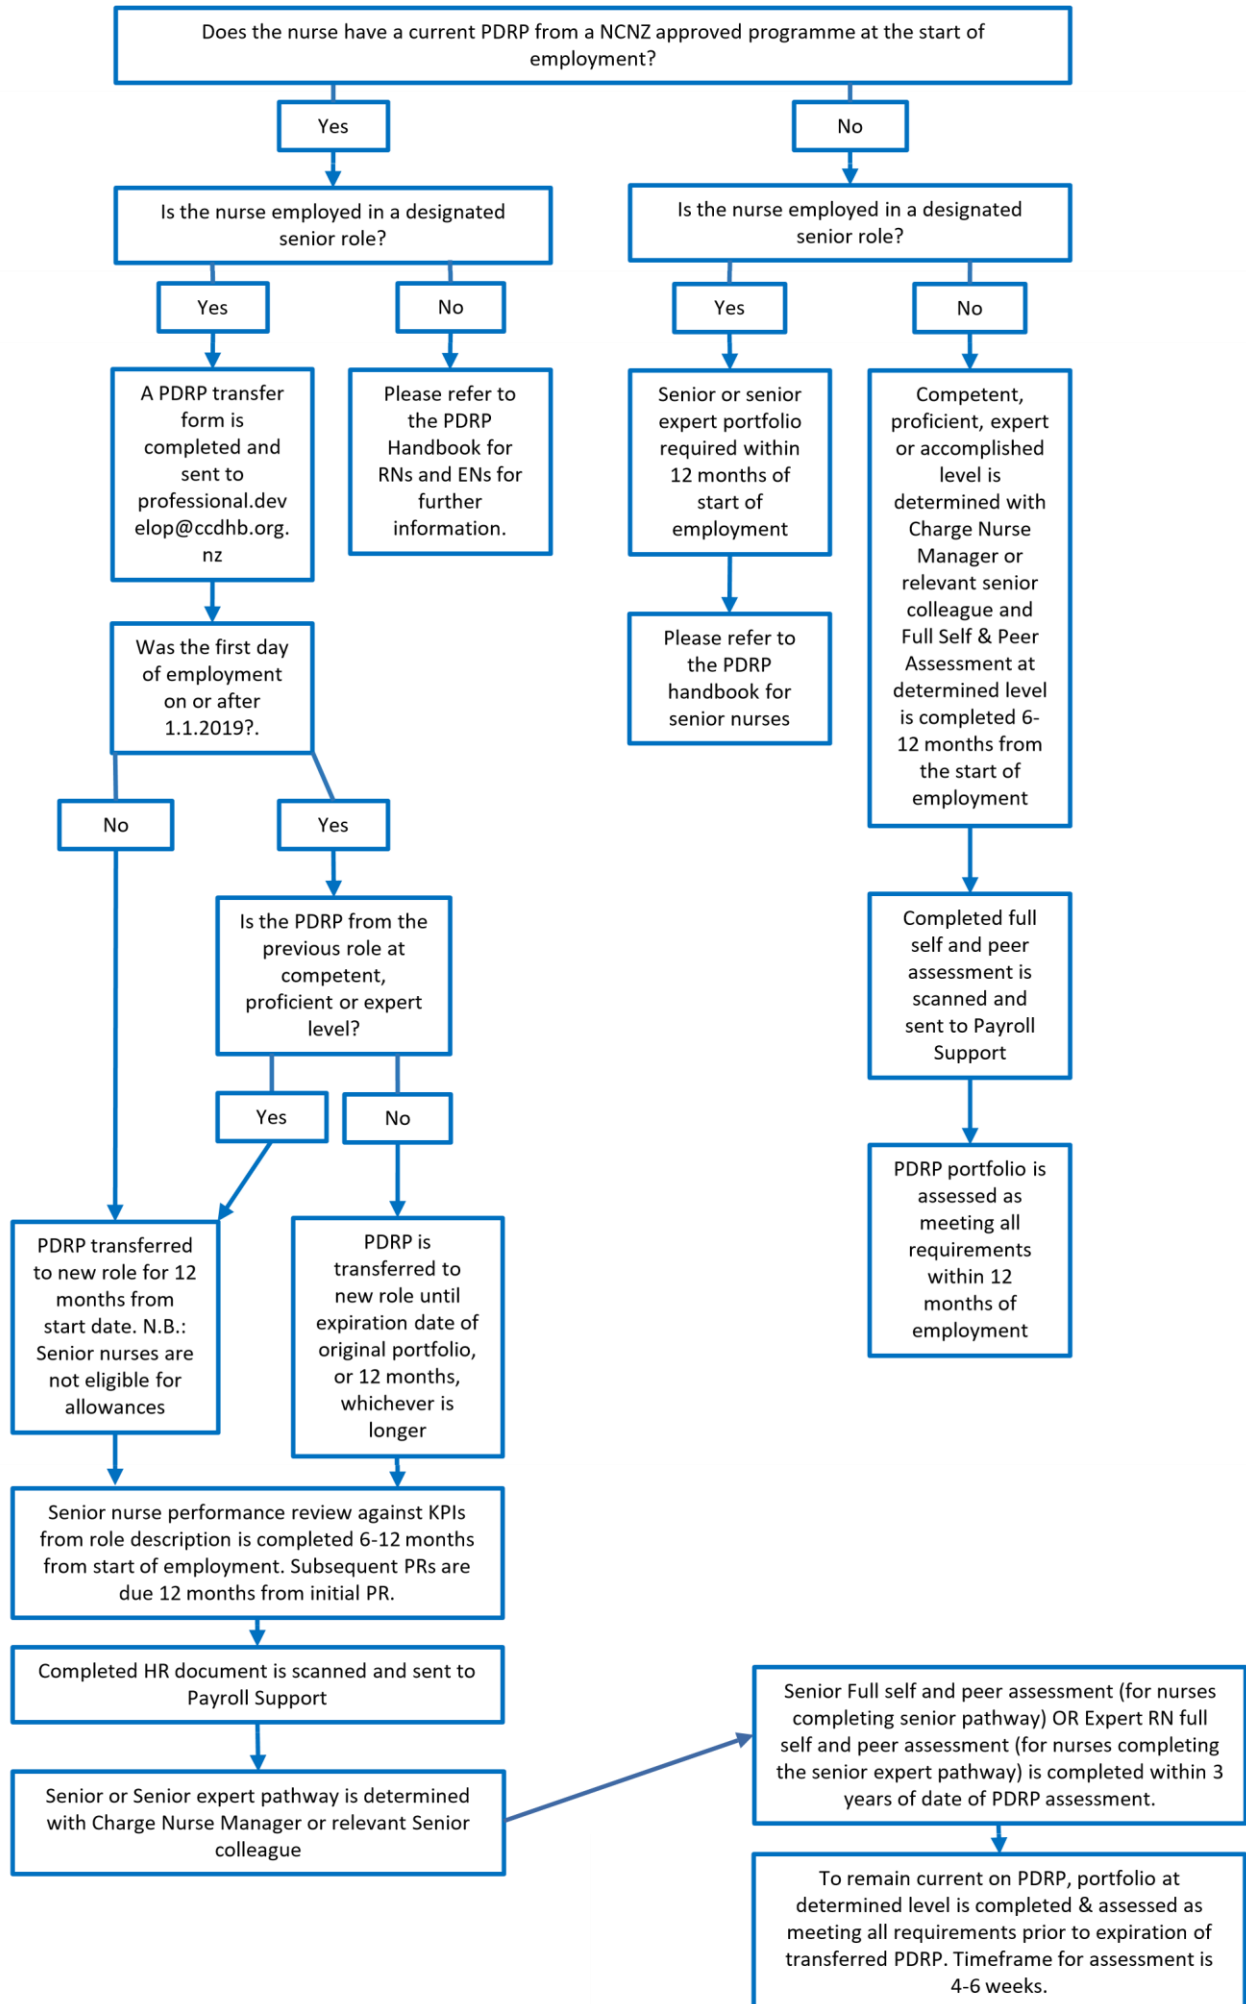 Does the nurse have a current PDRP from a NCNZ approved programme at the start of
employment?
Yes
No
Is the nurse employed in a designated
senior role?
Is the nurse employed in a designated
senior role?
Yes
No
Yes
No
A PDRP transfer
form is
completed and
sent to
professional.dev
elop@ccdhb.org.
nz
Please refer to
the PDRP
Handbook for
RNs and ENs for
further
information.
Senior or senior
expert portfolio
required within
12 months of
start of
employment
Competent,
proficient, expert
or accomplished
level is
determined with
Charge Nurse
Manager or
relevant senior
colleague and
Full Self & Peer
Assessment at
determined level
is completed 6-
12 months from
the start of
employment
Was the first day
of employment
on or after
1.1.2019?.
Please refer to
the PDRP
handbook for
senior nurses
No
Yes
Is the PDRP from the
previous role at
competent,
proficient or expert
level?
Completed full
self and peer
assessment is
scanned and
sent to Payroll
Support
Yes
No
PDRP portfolio is
assessed as
meeting all
requirements
within 12
months of
employment
PDRP transferred
to new role for 12
months from
start date. N.B.:
Senior nurses are
not eligible for
allowances
PDRP is
transferred to
new role until
expiration date of
original portfolio,
or 12 months,
whichever is
longer
Senior nurse performance review against KPIs
from role description is completed 6-12 months
from start of employment. Subsequent PRs are
due 12 months from initial PR.
Completed HR document is scanned and sent to
Payroll Support
Senior or Senior expert pathway is determined
with Charge Nurse Manager or relevant Senior
colleague
Senior Full self and peer assessment (for nurses
completing senior pathway) OR Expert RN full
self and peer assessment (for nurses completing
the senior expert pathway) is completed within 3
years of date of PDRP assessment.
To remain current on PDRP, portfolio at
determined level is completed & assessed as
meeting all requirements prior to expiration of
transferred PDRP. Timeframe for assessment is
4-6 weeks.